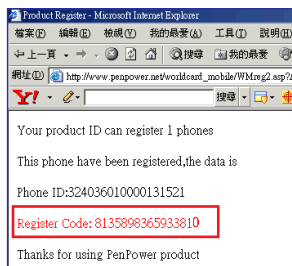 Product Register - Microsoft Internet Explorer
檔案(F) 編輯(E) 檢視(V) 我的最愛(A) 工具(T) 說明(H)
上一頁 搜尋 我的最愛
網址(D) http://www.penpower.net/worldcard_mobile/WMreg2.asp?
Y! 搜尋
Your product ID can register 1 phones
This phone have been registered,the data is
Phone ID:324036010000131521
Register Code: 8135898365933810
Thanks for using PenPower product